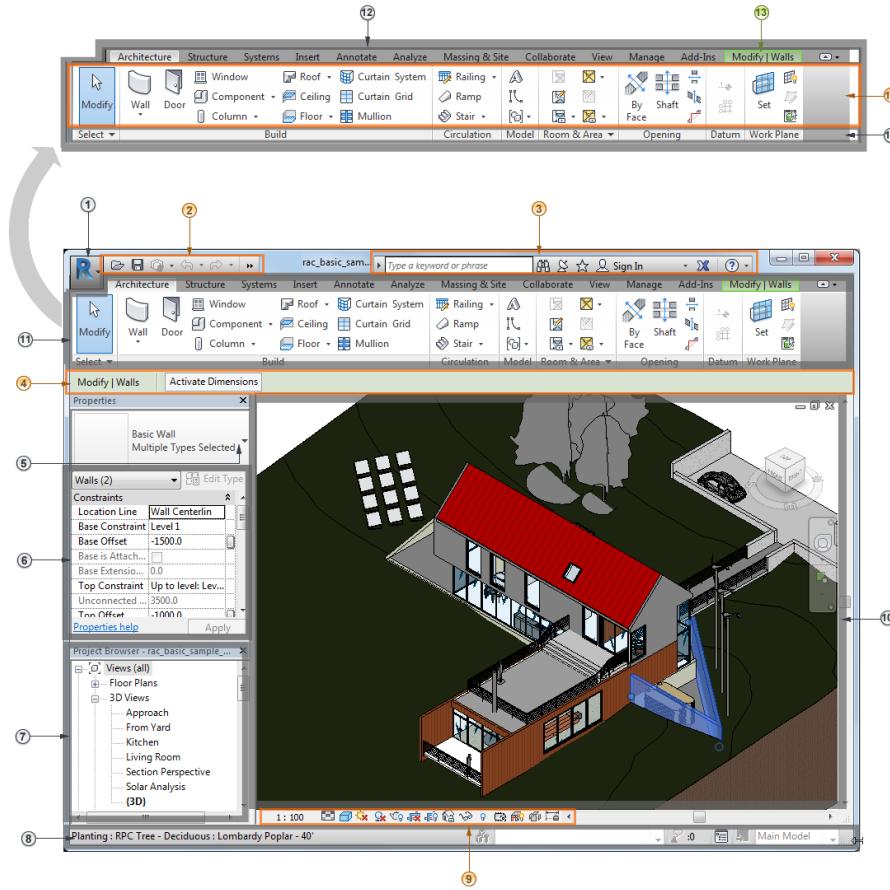 12
13
Architecture Structure Systems Insert Annotate Analyze Massing & Site Collaborate View Manage Add-Ins Modify | Walls
Modify Wall Door Window Component Column Roof Ceiling Floor Curtain System Curtain Grid Mullion Railing Ramp Stair By Face Shaft Set
Select Build Circulation Model Room & Area Opening Datum Work Plane
1
2
3
R rac_basic_sam... Type a keyword or phrase Sign In
Architecture Structure Systems Insert Annotate Analyze Massing & Site Collaborate View Manage Add-Ins Modify | Walls
Modify Wall Door Window Component Column Roof Ceiling Floor Curtain System Curtain Grid Mullion Railing Ramp Stair By Face Shaft Set
11
Select Build Circulation Model Room & Area Opening Datum Work Plane
4
Modify | Walls Activate Dimensions
Properties
Basic Wall
Multiple Types Selected
5
Walls (2) Edit Type
Constraints
Location Line Wall Centerlin
Base Constraint Level 1
Base Offset -1500.0
Base is Attach...
6
Base Extensio... 0.0
Top Constraint Up to level: Lev...
Unconnected ... 3500.0
Top Offset -1000.0
Properties help Apply
10
Project Browser - rac_basic_sample_...
Views (all)
Floor Plans
3D Views
Approach
From Yard
7
Kitchen
Living Room
Section Perspective
Solar Analysis
(3D)
1 : 100
8
Planting : RPC Tree - Deciduous : Lombardy Poplar - 40' :0 Main Model
9